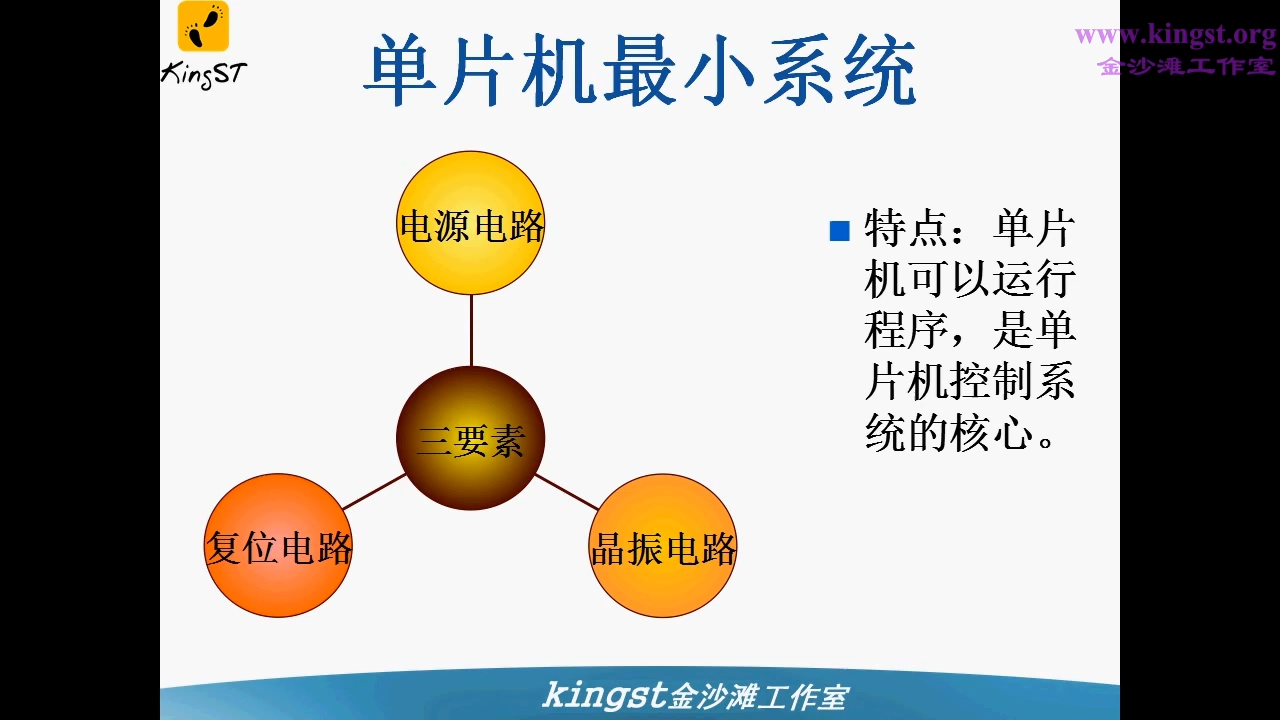 KingST
www.kingst.org
金沙滩工作室
单片机最小系统
电源电路
三要素
复位电路
晶振电路
特点：单片
机可以运行
程序，是单
片机控制系
统的核心。
kingst金沙滩工作室